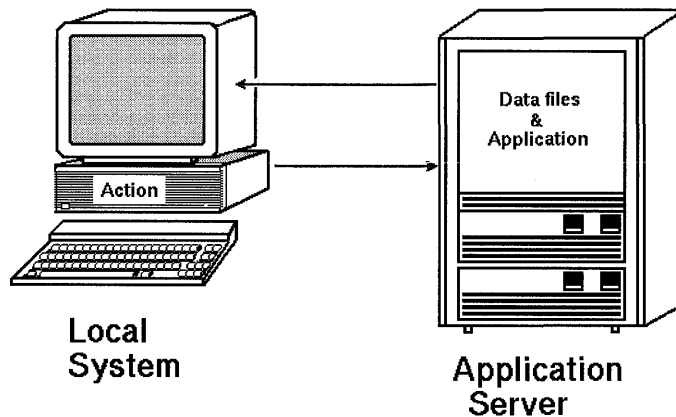 Data files
&
Application
Action
Local
System
Application
Server